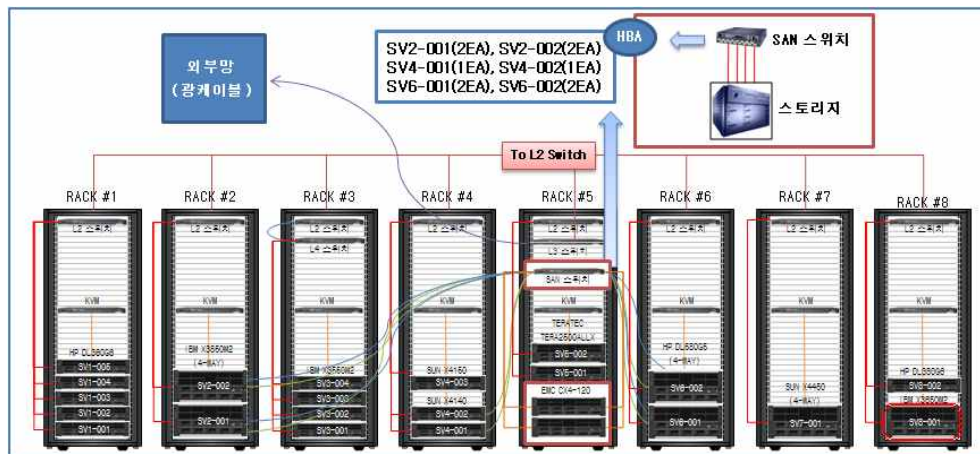 SV2-001(2EA), SV2-002(2EA)
SV4-001(1EA), SV4-002(1EA)
SV6-001(2EA), SV6-002(2EA)
HBA
SAN 스위치
스토리지
외부망
(광케이블)
To L2 Switch
RACK #1
RACK #2
RACK #3
RACK #4
RACK #5
RACK #6
RACK #7
RACK #8
L2 스위치
KVM
HP DL380G6
SV1-005
SV1-004
SV1-003
SV1-002
SV1-001
L2 스위치
KVM
IBM X3850M2
(4-WAY)
SV2-002
SV2-001
L2 스위치
L4 스위치
KVM
SV3-004
SV3-003
SV3-002
SV3-001
L2 스위치
KVM
SUN X4150
SV4-003
SUN X4140
SV4-002
SV4-001
L2 스위치
L3 스위치
SAN 스위치
KVM
TERATEC
TERA2500ALLX
SV5-002
SV5-001
EMC CX4-120
L2 스위치
KVM
HP DL580G5
(4-WAY)
SV6-002
SV6-001
L2 스위치
KVM
SUN X4450
(4-WAY)
SV7-001
L2 스위치
KVM
SV8-002
SV8-001